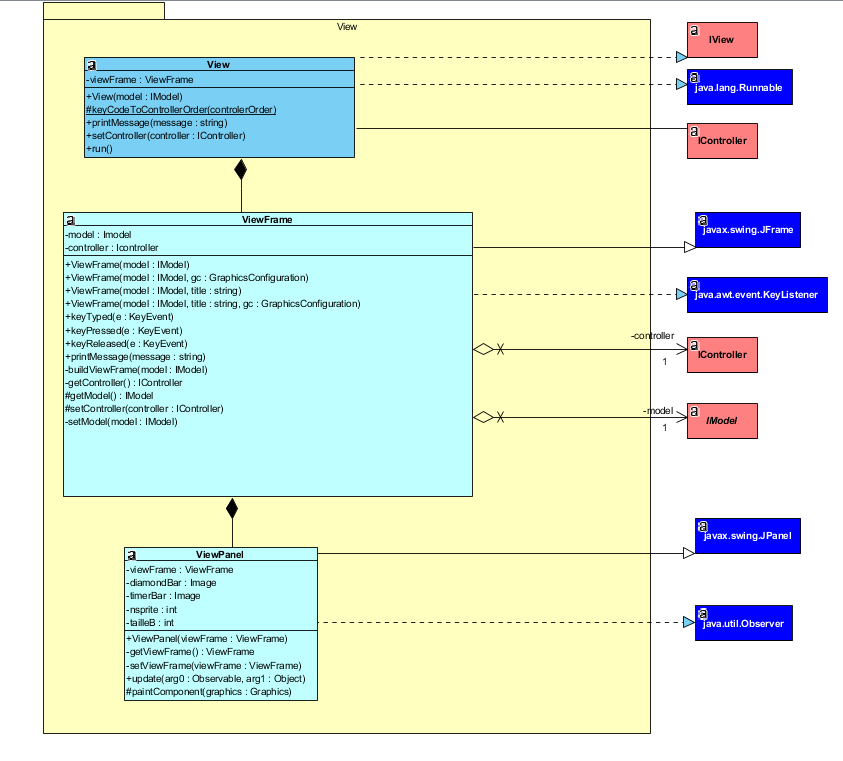 View
View
-viewFrame : ViewFrame
+View(model : IModel)
#keyCodeToControllerOrder(controlerOrder)
+printMessage(message : string)
+setController(controller : IController)
+run()
IView
java.lang.Runnable
IController
ViewFrame
-model : Imodel
-controller : Icontroller
+ViewFrame(model : IModel)
+ViewFrame(model : IModel, gc : GraphicsConfiguration)
+ViewFrame(model : IModel, title : string)
+ViewFrame(model : IModel, title : string, gc : GraphicsConfiguration)
+keyTyped(e : KeyEvent)
+keyPressed(e : KeyEvent)
+keyReleased(e : KeyEvent)
+printMessage(message : string)
-buildViewFrame(model : IModel)
-getController() : IController
#getModel() : IModel
#setController(controller : IController)
-setModel(model : IModel)
javax.swing.JFrame
java.awt.event.KeyListener
-controller
1
IController
-model
1
IModel
ViewPanel
-viewFrame : ViewFrame
-diamondBar : Image
-timerBar : Image
-nsprite : int
-tailleB : int
+ViewPanel(viewFrame : ViewFrame)
-getViewFrame() : ViewFrame
-setViewFrame(viewFrame : ViewFrame)
+update(arg0 : Observable, arg1 : Object)
#paintComponent(graphics : Graphics)
javax.swing.JPanel
java.util.Observer